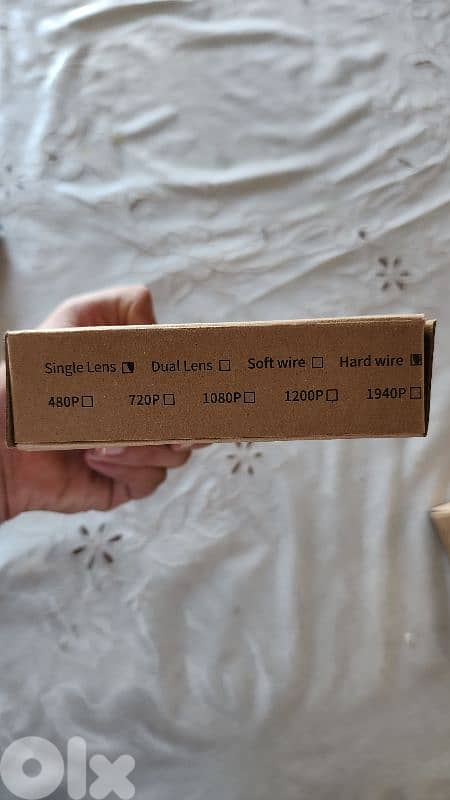 Single Lens Dual Lens Soft wire Hard wire
480P 720P 1080P 1200P 1940P
Olx